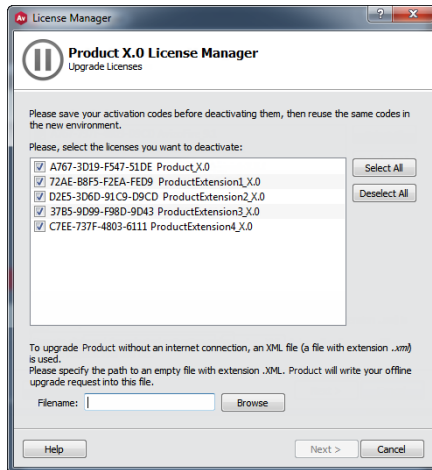 Av License Manager
Product X.0 License Manager
Upgrade Licenses
Please save your activation codes before deactivating them, then reuse the same codes in
the new environment.
Please, select the licenses you want to deactivate:
A767-3D19-F547-51DE Product_X.0
72AE-B8F5-F2EA-FED9 ProductExtension1_X.0
D2E5-3D6D-91C9-D9CD ProductExtension2_X.0
37B5-9D99-F98D-9D43 ProductExtension3_X.0
C7EE-737F-4803-6111 ProductExtension4_X.0
Select All
Deselect All
To upgrade Product without an internet connection, an XML file (a file with extension .xml)
is used.
Please specify the path to an empty file with extension .XML. Product will write your offline
upgrade request into this file.
Filename: Browse
Help Next > Cancel